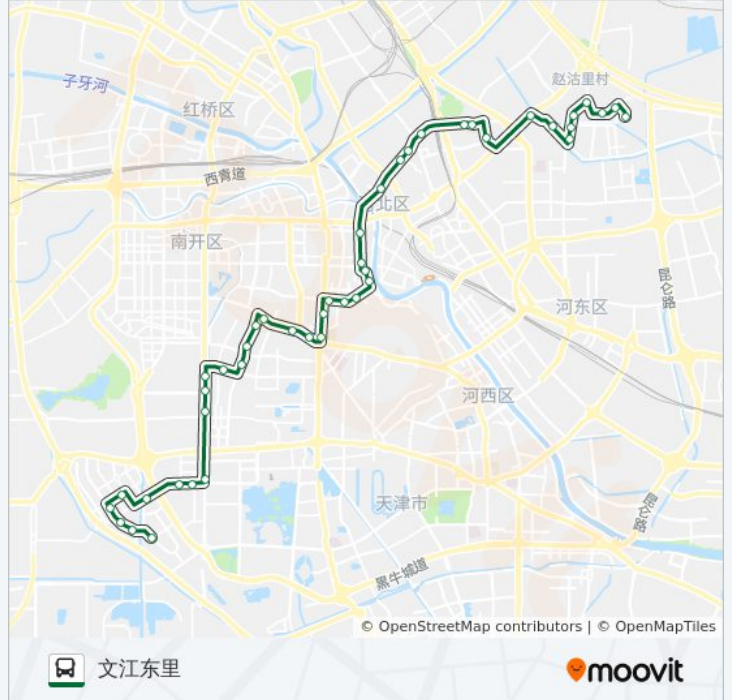 赵沽里村
子牙河
红桥区
西青道
北区
南开区
昆仑路
河东区
河西区
天津市
昆仑路
黑牛城道
© OpenStreetMap contributors | © OpenMapTiles
文江东里
moovit